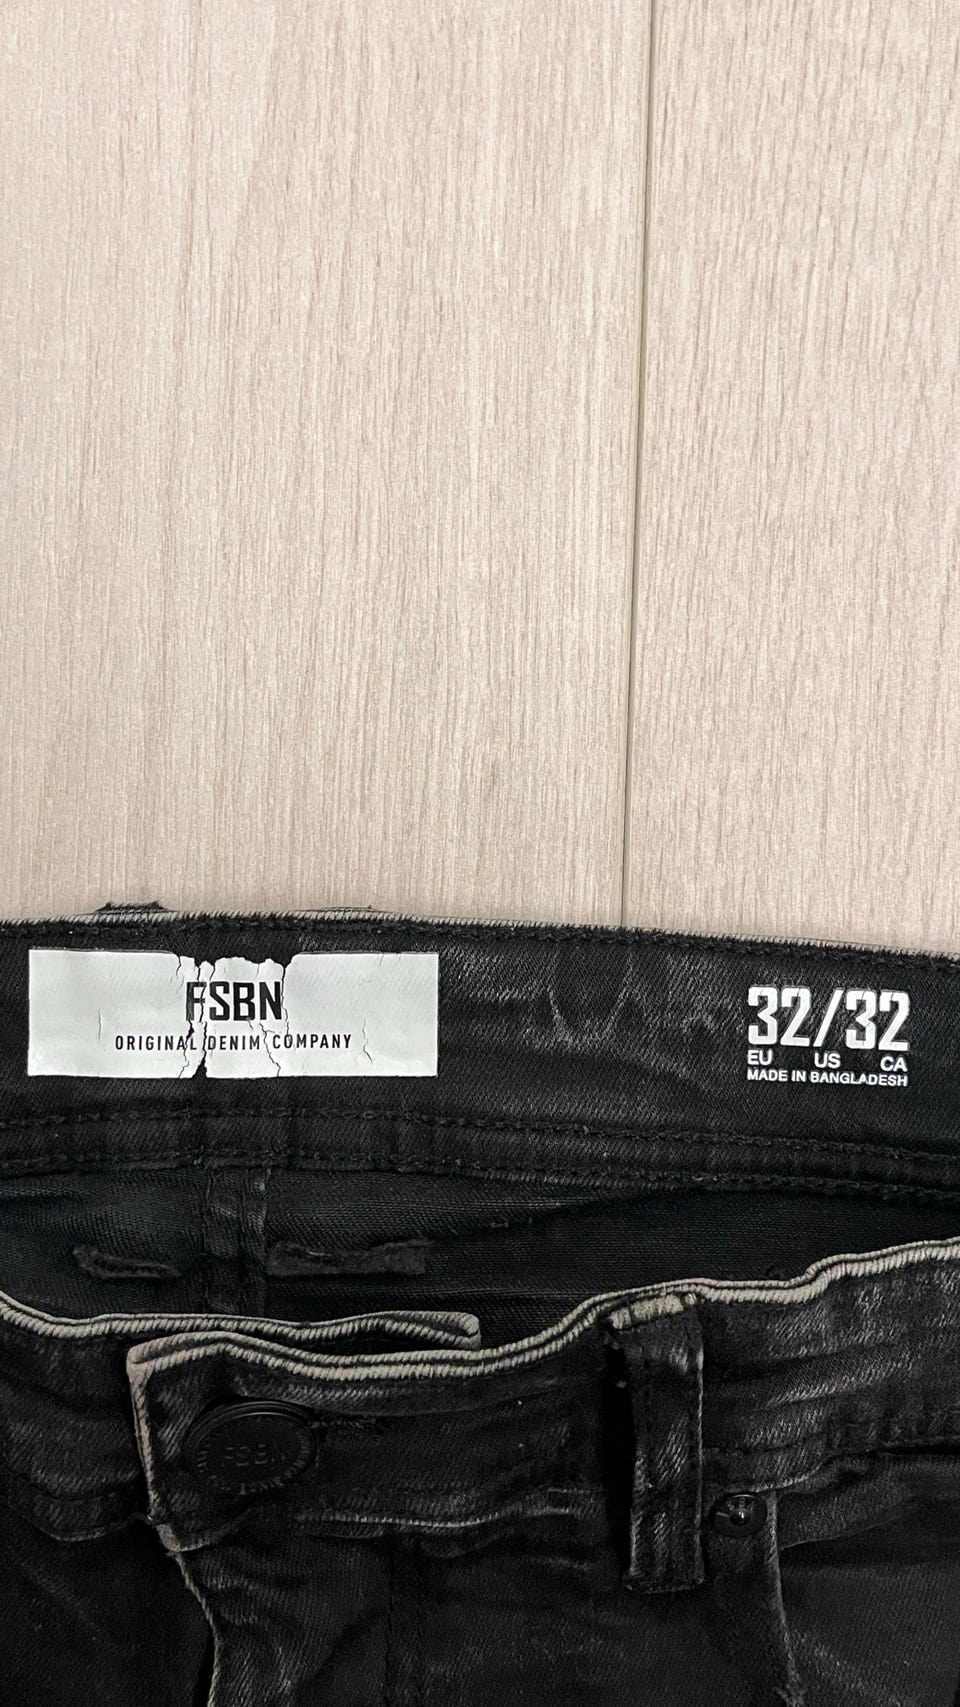 FSBN
ORIGINAL DENIM COMPANY
32/32
EU US CA
MADE IN BANGLADESH
FSBN